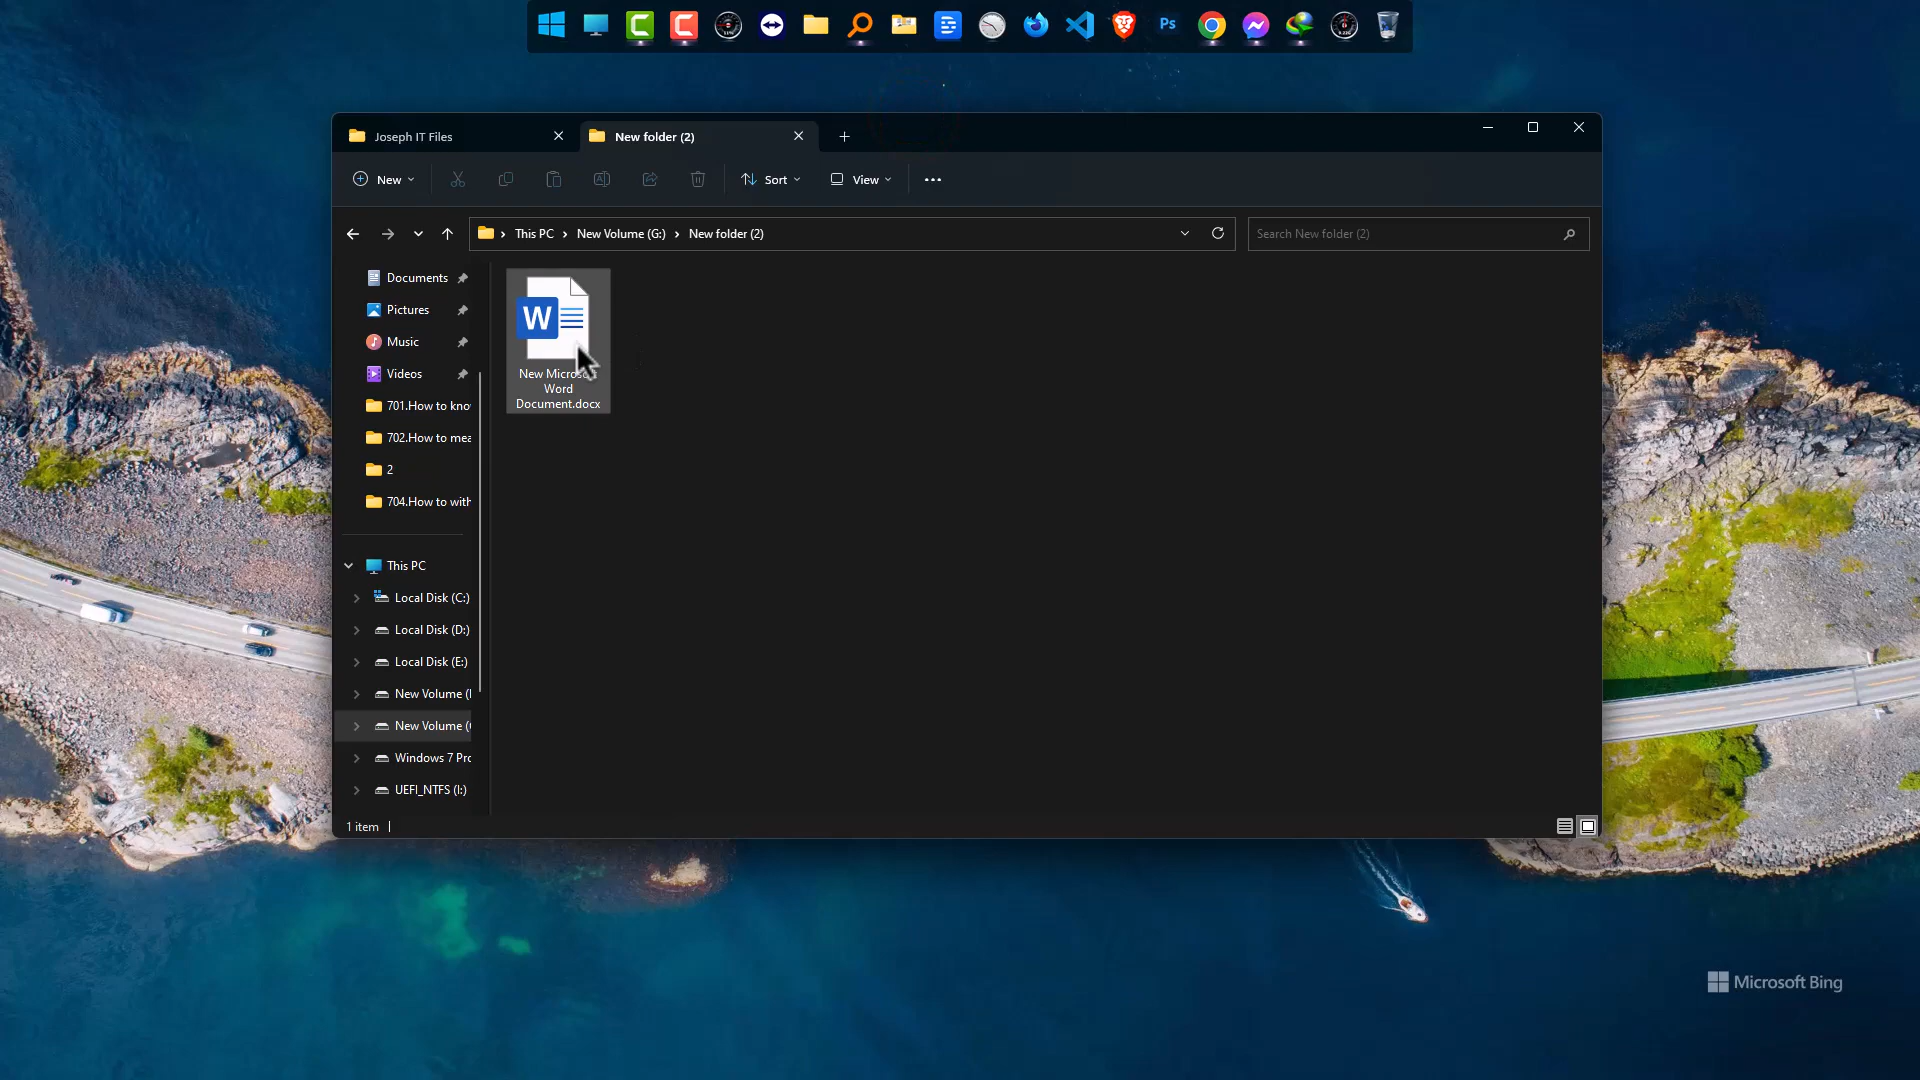 Ps
Joseph IT Files
New folder (2)
New
Sort
View
This PC
New Volume (G:)
New folder (2)
Search New folder (2)
Documents
Pictures
Music
Videos
701.How to kno
702.How to mea
2
704.How to with
This PC
Local Disk (C:)
Local Disk (D:)
Local Disk (E:)
New Volume (
New Volume (
Windows 7 Pro
UEFI_NTFS (I:)
W
New Microsoft
Word
Document.docx
1 item
Microsoft Bing